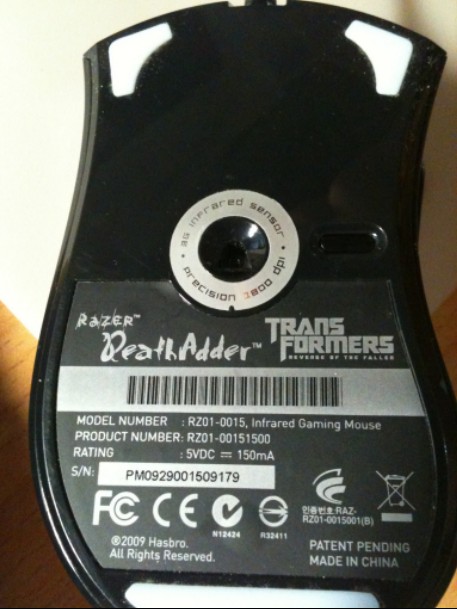 3G infrared sensor • precision 1800 dpi •
RAZER™
DeathAdder™
TRANSFORMERS
REVENGE OF THE FALLEN
MODEL NUMBER : RZ01-0015, Infrared Gaming Mouse
PRODUCT NUMBER: RZ01-00151500
RATING : 5VDC ⎓ 150mA
S/N: PM0929001509179
FC CE
N12424
R32411
인증번호:RAZ-
RZ01-0015001(B)
©2009 Hasbro.
All Rights Reserved.
PATENT PENDING
MADE IN CHINA